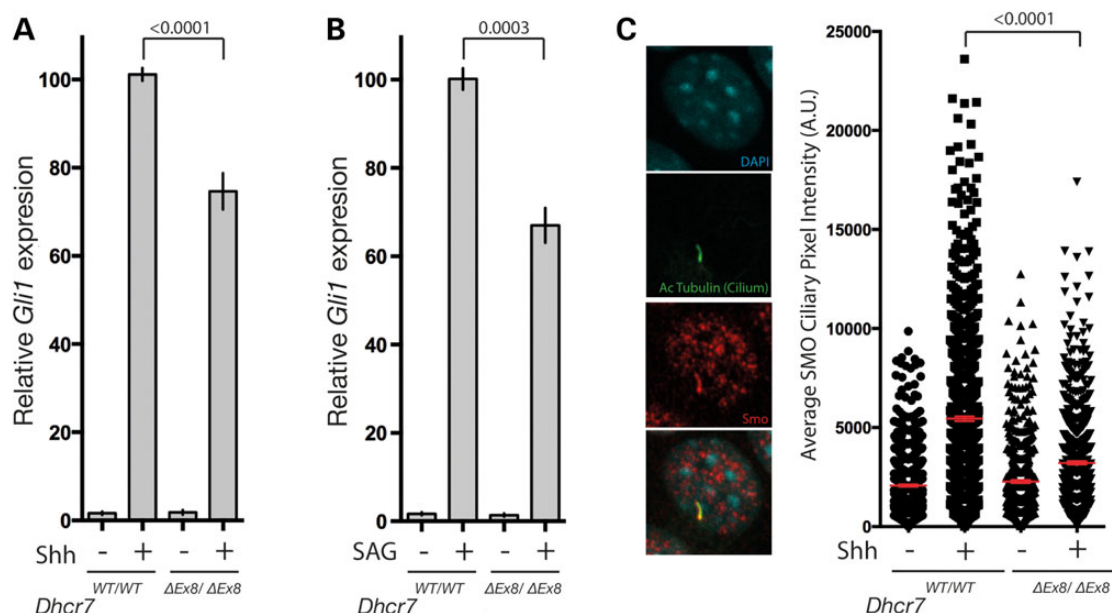 A
<0.0001
Relative Gli1 expresion
100
80
60
40
20
0
Shh - + - +
WT/WT ΔEx8/ ΔEx8
Dhcr7
B
0.0003
Relative Gli1 expresion
100
80
60
40
20
0
SAG - + - +
WT/WT ΔEx8/ ΔEx8
Dhcr7
C
DAPI
Ac Tubulin (Cilium)
Smo
<0.0001
Average SMO Ciliary Pixel Intensity (A.U.)
25000
20000
15000
10000
5000
0
Shh - + - +
WT/WT ΔEx8/ ΔEx8
Dhcr7